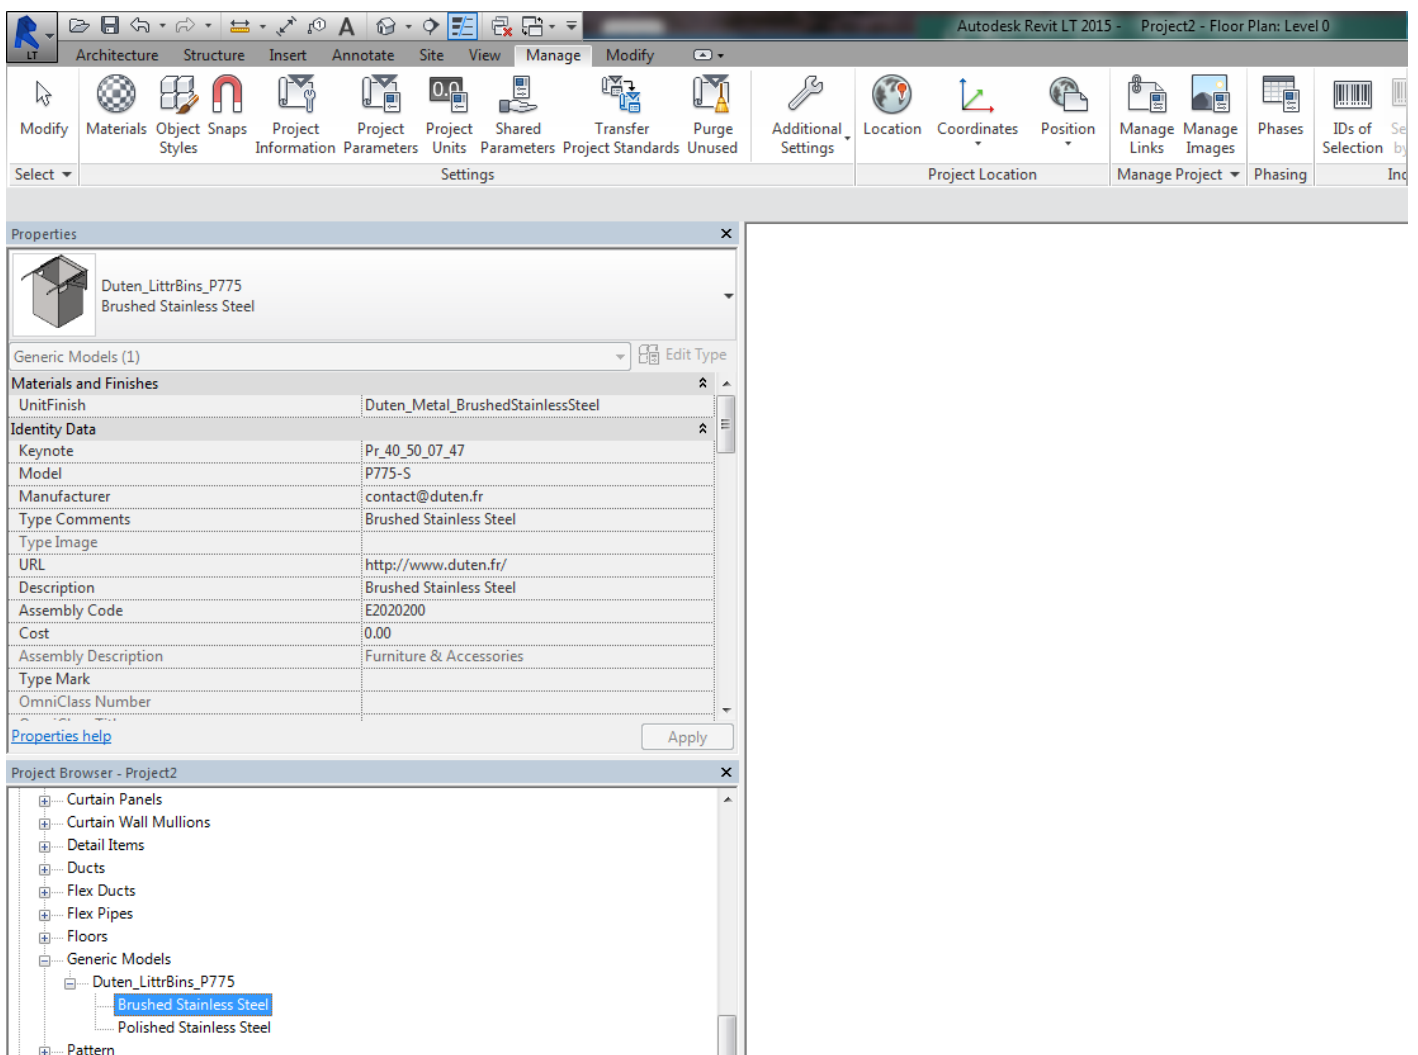 Autodesk Revit LT 2015 - Project2 - Floor Plan: Level 0
LT
Architecture Structure Insert Annotate Site View Manage Modify
Modify Materials Object Styles Snaps Project Information Project Parameters Project Units Shared Parameters Transfer Project Standards Purge Unused Additional Settings Location Coordinates Position Manage Links Manage Images Phases IDs of Selection
Select Settings Project Location Manage Project Phasing
Properties
Duten_LittrBins_P775
Brushed Stainless Steel
Generic Models (1) Edit Type
Materials and Finishes
UnitFinish Duten_Metal_BrushedStainlessSteel
Identity Data
Keynote Pr_40_50_07_47
Model P775-S
Manufacturer contact@duten.fr
Type Comments Brushed Stainless Steel
Type Image
URL http://www.duten.fr/
Description Brushed Stainless Steel
Assembly Code E2020200
Cost 0.00
Assembly Description Furniture & Accessories
Type Mark
OmniClass Number
Properties help Apply
Project Browser - Project2
Curtain Panels
Curtain Wall Mullions
Detail Items
Ducts
Flex Ducts
Flex Pipes
Floors
Generic Models
Duten_LittrBins_P775
Brushed Stainless Steel
Polished Stainless Steel
Pattern